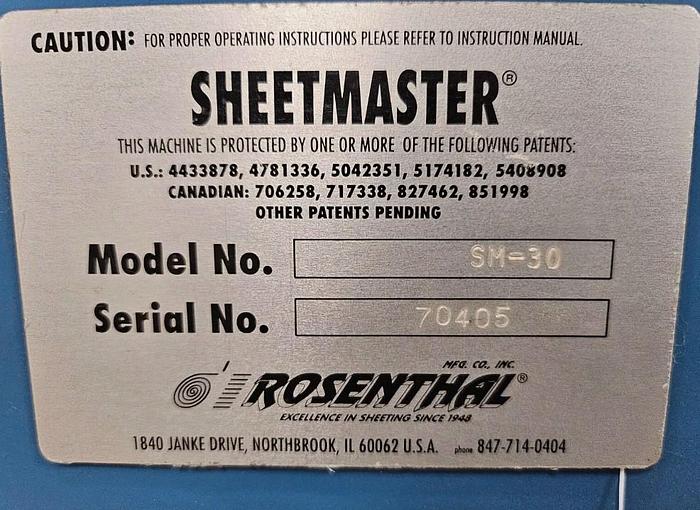 CAUTION: FOR PROPER OPERATING INSTRUCTIONS PLEASE REFER TO INSTRUCTION MANUAL.
SHEETMASTER®
THIS MACHINE IS PROTECTED BY ONE OR MORE OF THE FOLLOWING PATENTS:
U.S.: 4433878, 4781336, 5042351, 5174182, 5408908
CANADIAN: 706258, 717338, 827462, 851998
OTHER PATENTS PENDING
Model No. SM-30
Serial No. 70405
MFG. CO., INC.
ROSENTHAL®
EXCELLENCE IN SHEETING SINCE 1948
1840 JANKE DRIVE, NORTHBROOK, IL 60062 U.S.A. phone 847-714-0404